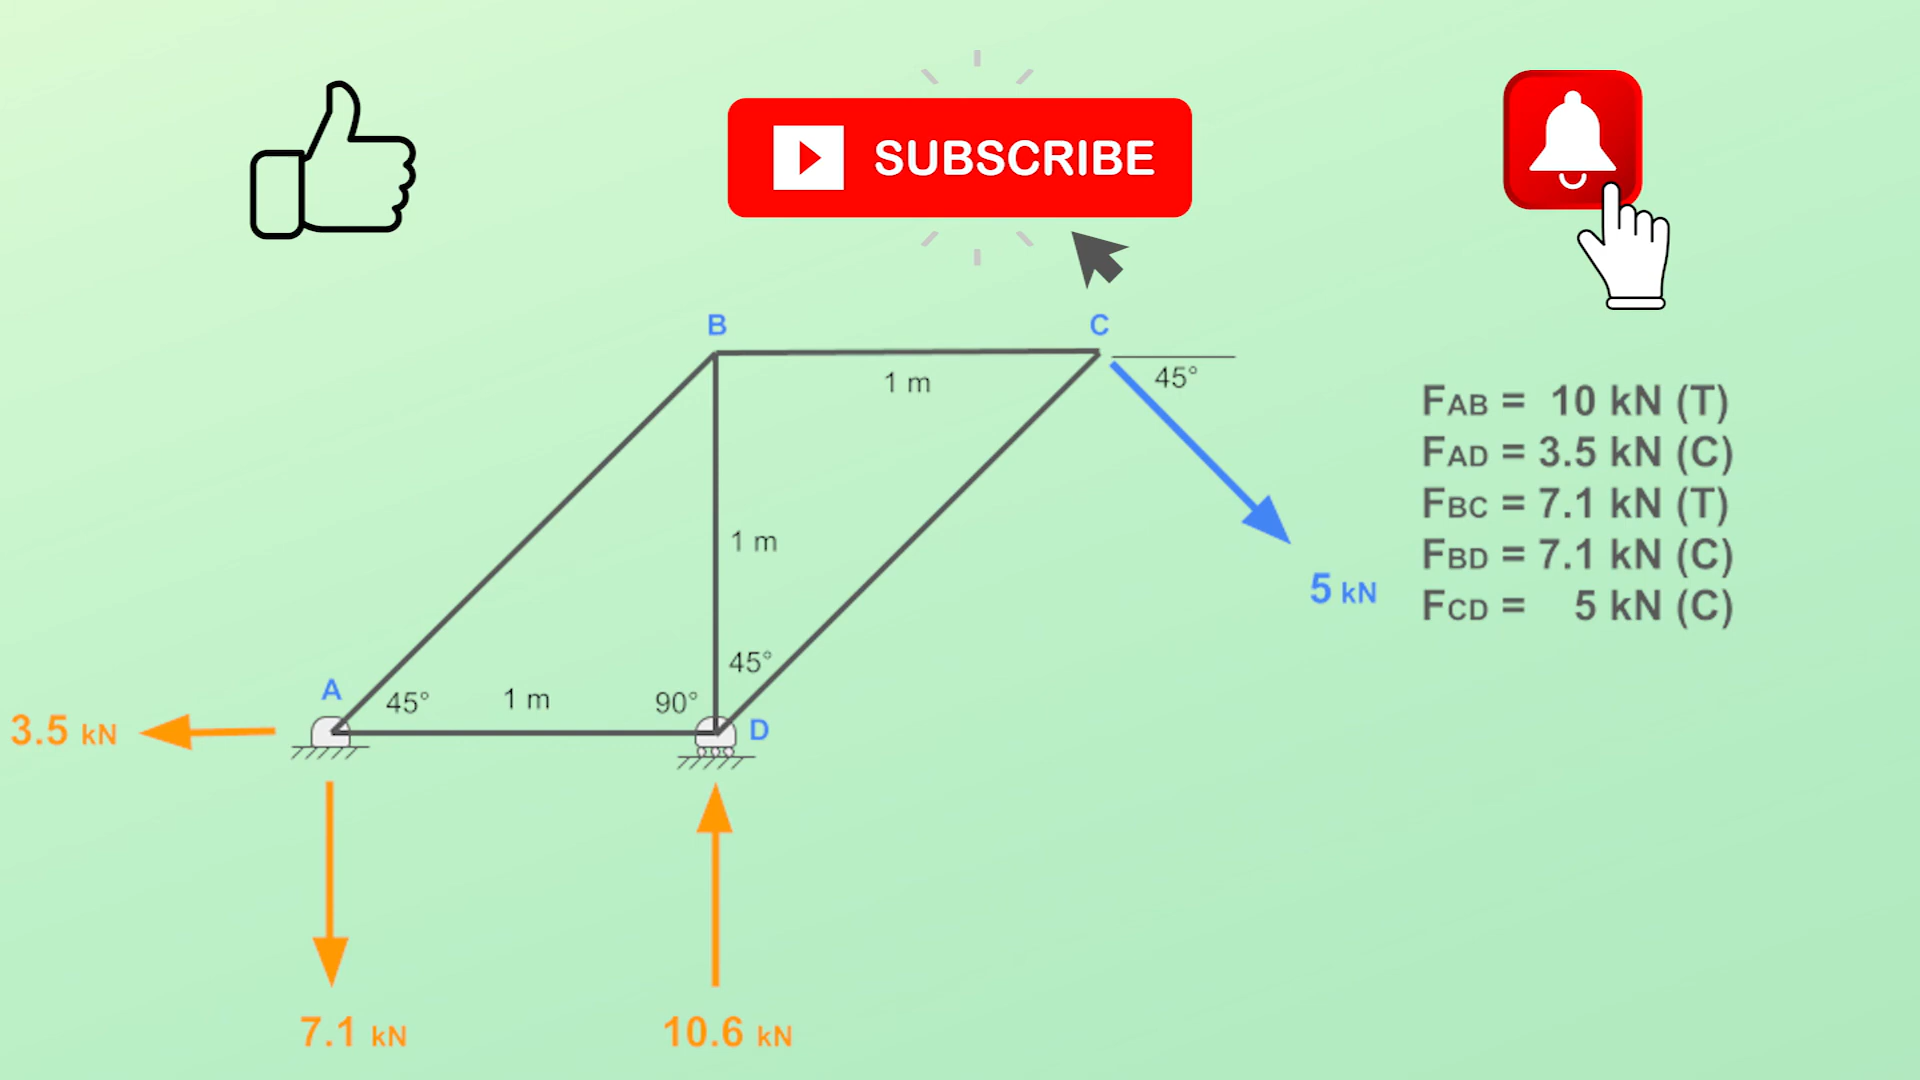 SUBSCRIBE
B
C
1 m
45°
FAB = 10 kN (T)
FAD = 3.5 kN (C)
FBC = 7.1 kN (T)
FBD = 7.1 kN (C)
FCD = 5 kN (C)
1 m
5 kN
45°
A
45°
1 m
90°
D
3.5 kN
7.1 kN
10.6 kN